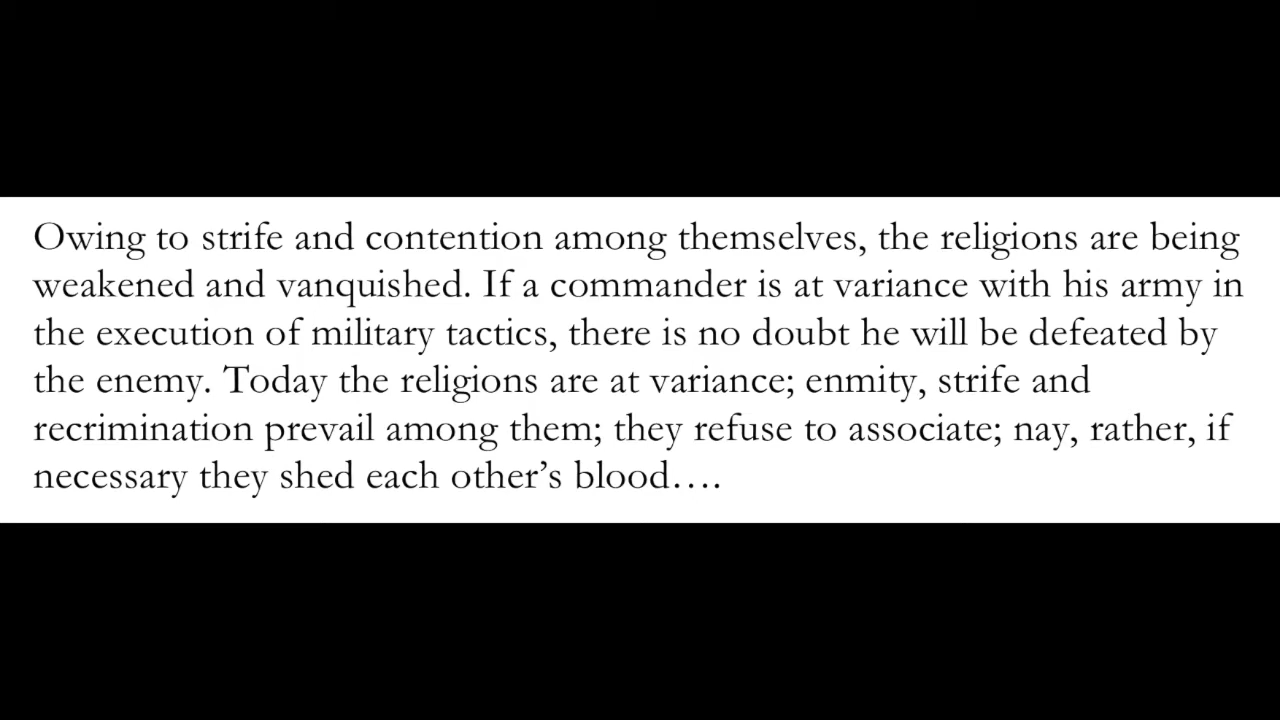 Owing to strife and contention among themselves, the religions are being
weakened and vanquished. If a commander is at variance with his army in
the execution of military tactics, there is no doubt he will be defeated by
the enemy. Today the religions are at variance; enmity, strife and
recrimination prevail among them; they refuse to associate; nay, rather, if
necessary they shed each other’s blood….